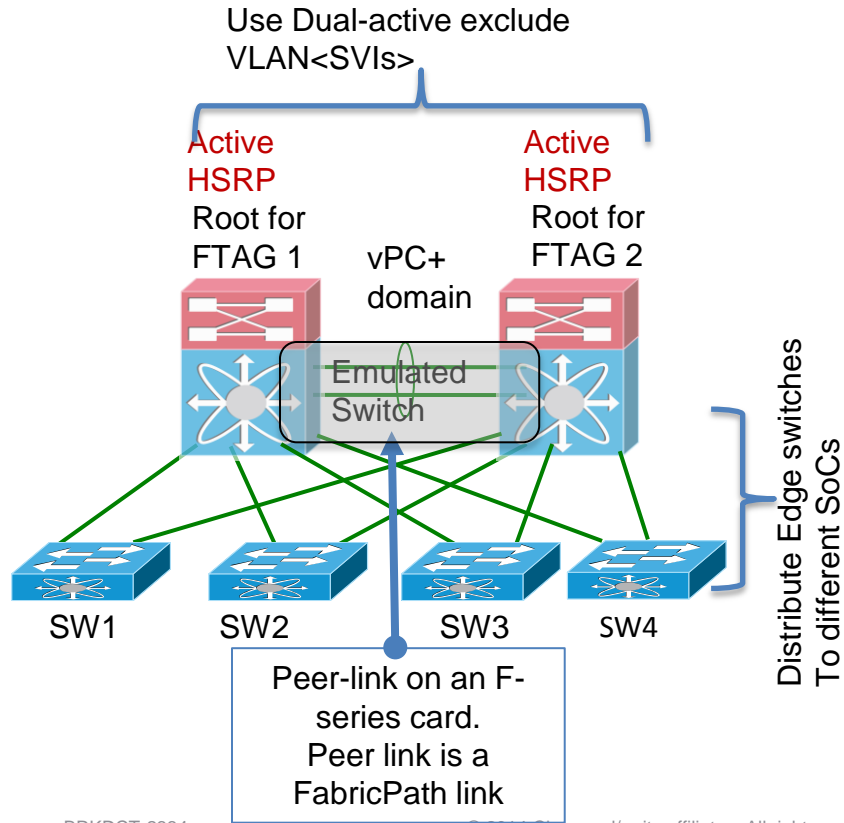 Use Dual-active exclude
VLAN<SVIs>
Active
HSRP
Root for
FTAG 1
Active
HSRP
Root for
FTAG 2
vPC+
domain
Emulated
Switch
Distribute Edge switches
To different SoCs
SW1
SW2
SW3
SW4
Peer-link on an F-
series card.
Peer link is a
FabricPath link